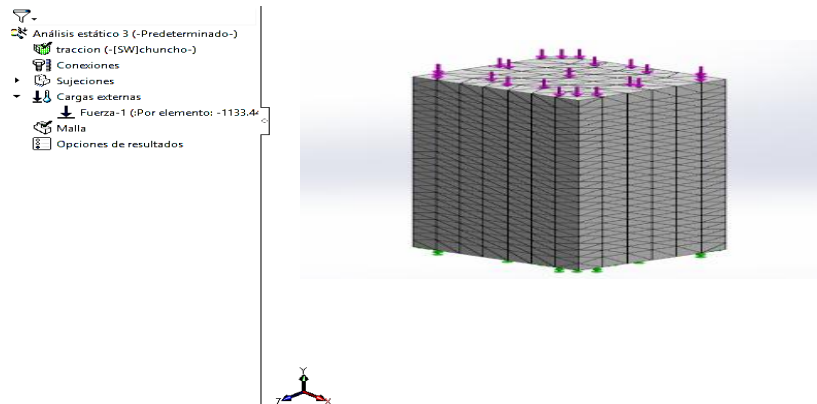 Análisis estático 3 (-Predeterminado-)
traccion (-[SW]chuncho-)
Conexiones
Sujeciones
Cargas externas
Fuerza-1 (:Por elemento: -1133.4
Malla
Opciones de resultados
Y
Z
X